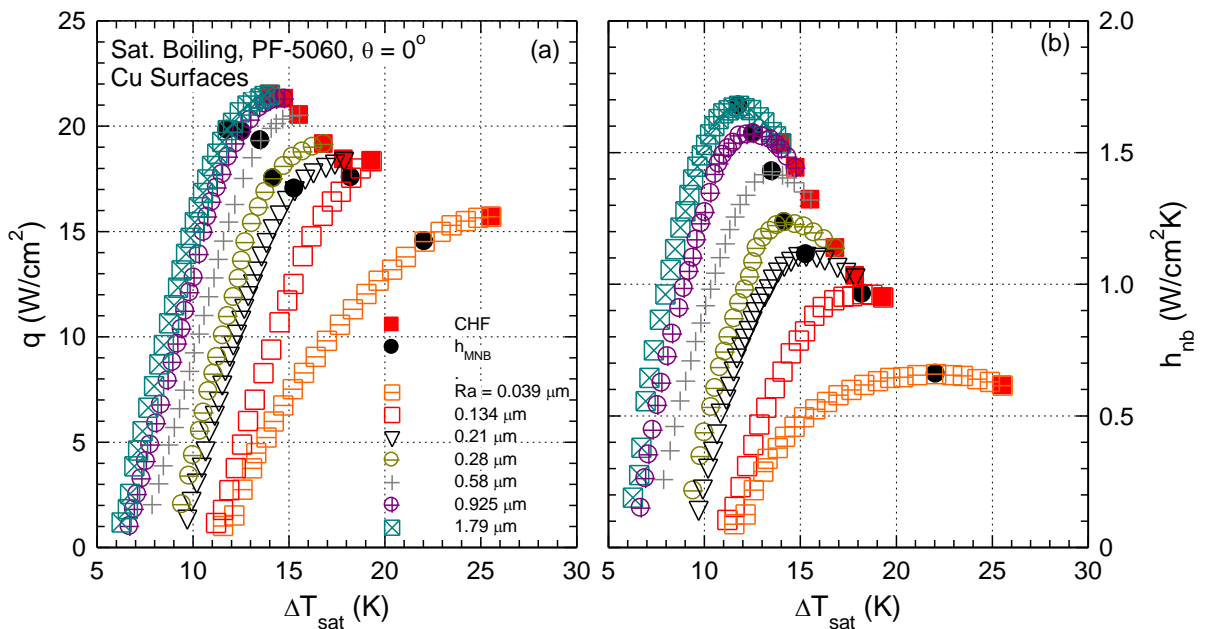 Sat. Boiling, PF-5060, θ = 0°
Cu Surfaces
(a)
25
20
15
10
5
0
q (W/cm²)
CHF
h_MNB
.
Ra = 0.039 μm
0.134 μm
0.21 μm
0.28 μm
0.58 μm
0.925 μm
1.79 μm
5 10 15 20 25 30
ΔT_sat (K)
(b)
2.0
1.5
1.0
0.5
0.0
h_nb (W/cm²K)
5 10 15 20 25 30
ΔT_sat (K)